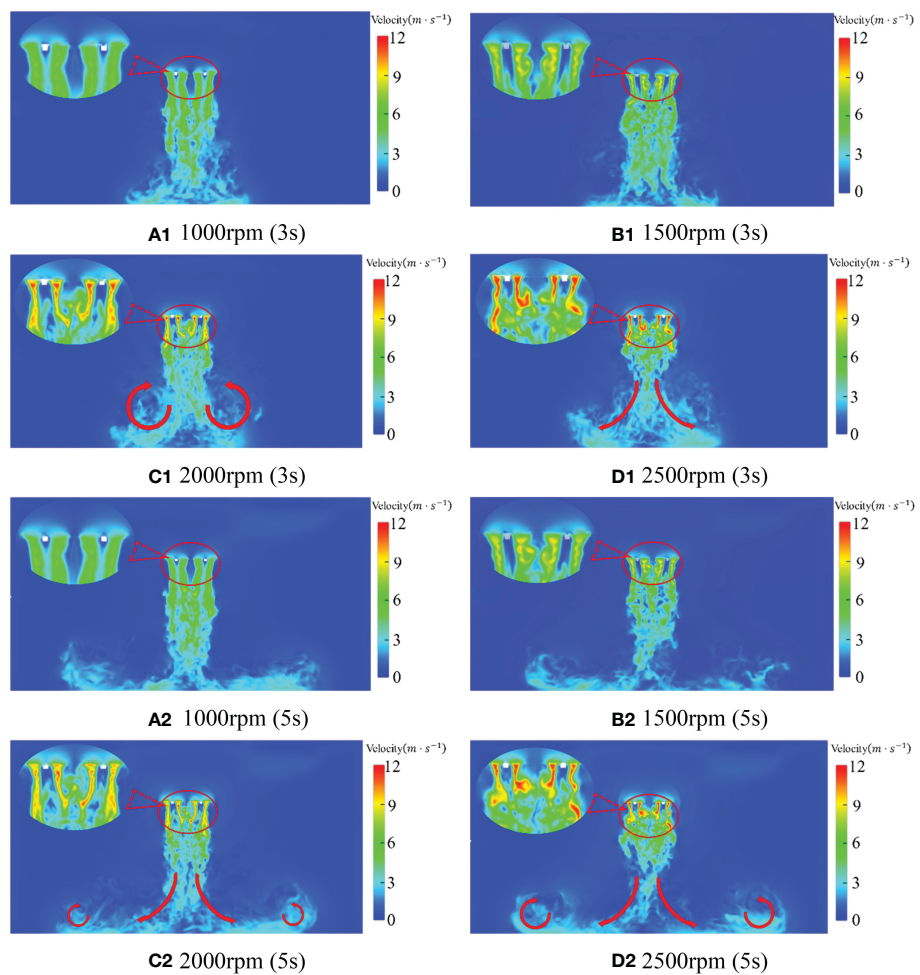 Velocity(m · s⁻¹)
12
9
6
3
0
A1 1000rpm (3s)
Velocity(m · s⁻¹)
12
9
6
3
0
B1 1500rpm (3s)
Velocity(m · s⁻¹)
12
9
6
3
0
C1 2000rpm (3s)
Velocity(m · s⁻¹)
12
9
6
3
0
D1 2500rpm (3s)
Velocity(m · s⁻¹)
12
9
6
3
0
A2 1000rpm (5s)
Velocity(m · s⁻¹)
12
9
6
3
0
B2 1500rpm (5s)
Velocity(m · s⁻¹)
12
9
6
3
0
C2 2000rpm (5s)
Velocity(m · s⁻¹)
12
9
6
3
0
D2 2500rpm (5s)